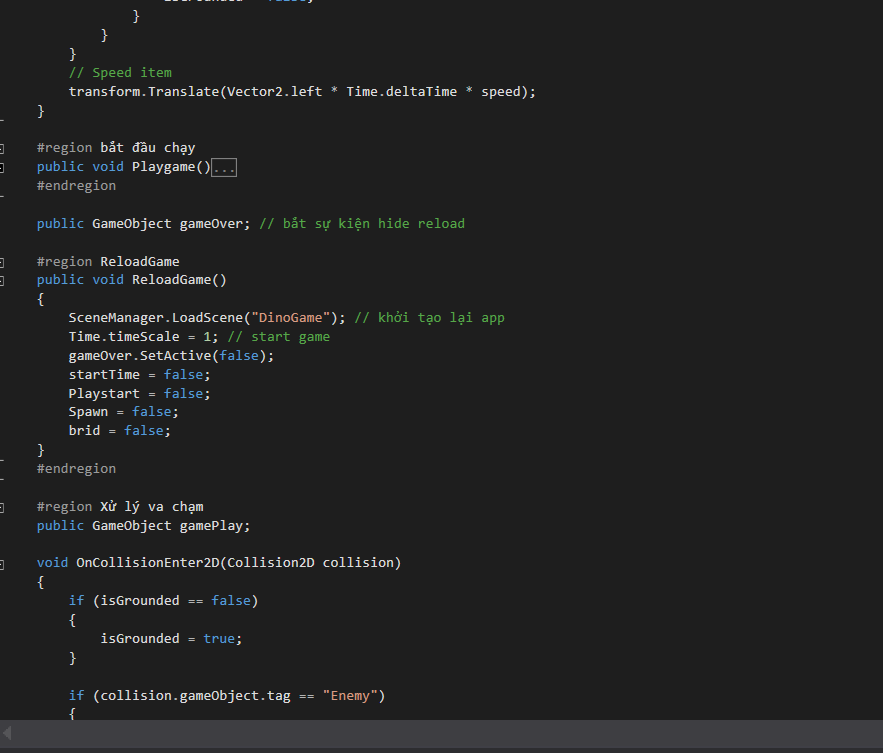 }
}
}
// Speed item
transform.Translate(Vector2.left * Time.deltaTime * speed);
}
#region bắt đầu chạy
public void Playgame()...
#endregion
public GameObject gameOver; // bắt sự kiện hide reload
#region ReloadGame
public void ReloadGame()
{
SceneManager.LoadScene("DinoGame"); // khởi tạo lại app
Time.timeScale = 1; // start game
gameOver.SetActive(false);
startTime = false;
Playstart = false;
Spawn = false;
brid = false;
}
#endregion
#region Xử lý va chạm
public GameObject gamePlay;
void OnCollisionEnter2D(Collision2D collision)
{
if (isGrounded == false)
{
isGrounded = true;
}
if (collision.gameObject.tag == "Enemy")
{